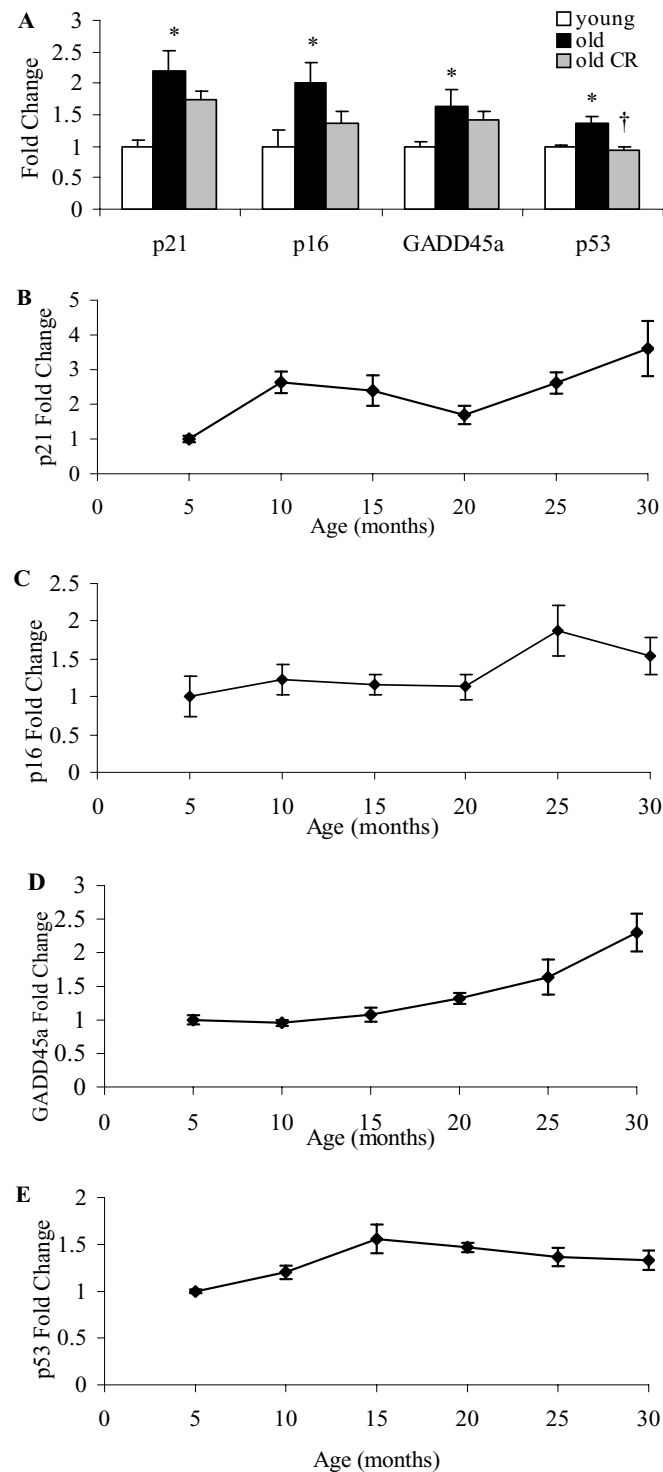 A
3
2.5
2
1.5
1
0.5
0
Fold Change
young
old
old CR
*
*
*
*
†
p21 p16 GADD45a p53
B
5
4
3
2
1
0
p21 Fold Change
0 5 10 15 20 25 30
Age (months)
C
2.5
2
1.5
1
0.5
0
p16 Fold Change
0 5 10 15 20 25 30
Age (months)
D
3
2.5
2
1.5
1
0.5
0
GADD45a Fold Change
0 5 10 15 20 25 30
Age (months)
E
2
1.5
1
0.5
0
p53 Fold Change
0 5 10 15 20 25 30
Age (months)